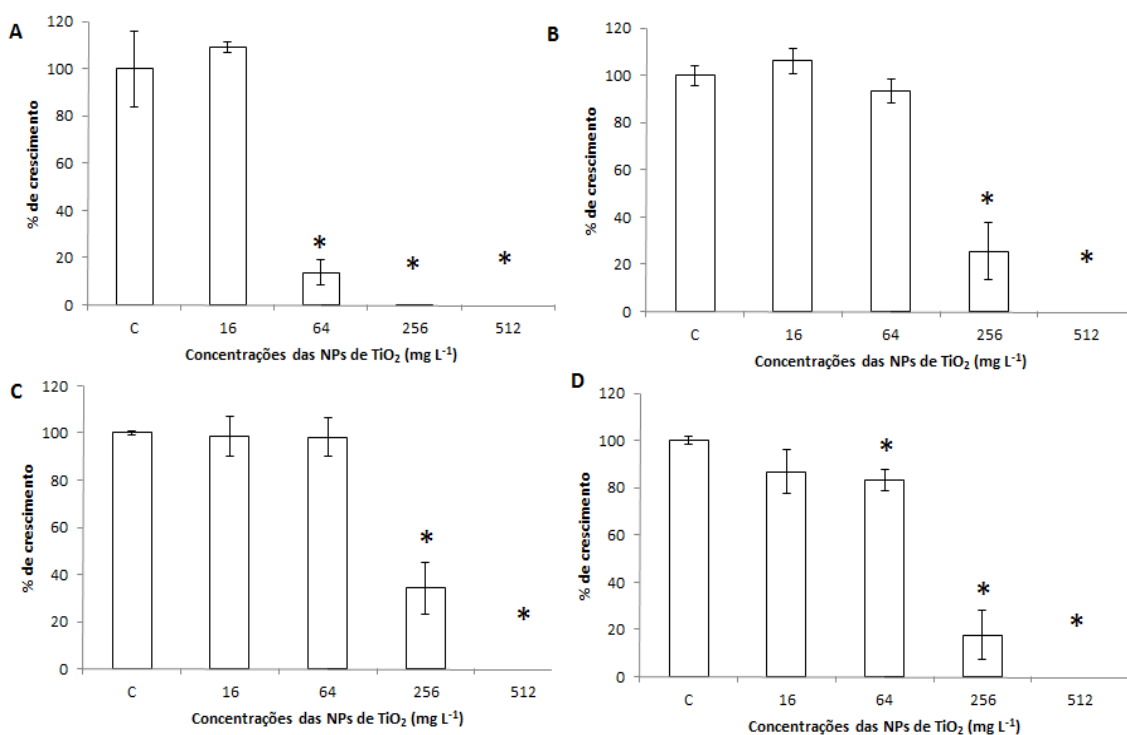 A
% de crescimento
120
100
80
60
40
20
0
*
*
*
C 16 64 256 512
Concentrações das NPs de TiO₂ (mg L⁻¹)
B
% de crescimento
120
100
80
60
40
20
0
*
*
C 16 64 256 512
Concentrações das NPs de TiO₂ (mg L⁻¹)
C
% de crescimento
120
100
80
60
40
20
0
*
*
C 16 64 256 512
Concentrações das NPs de TiO₂ (mg L⁻¹)
D
% de crescimento
120
100
80
60
40
20
0
*
*
*
C 16 64 256 512
Concentrações das NPs de TiO₂ (mg L⁻¹)